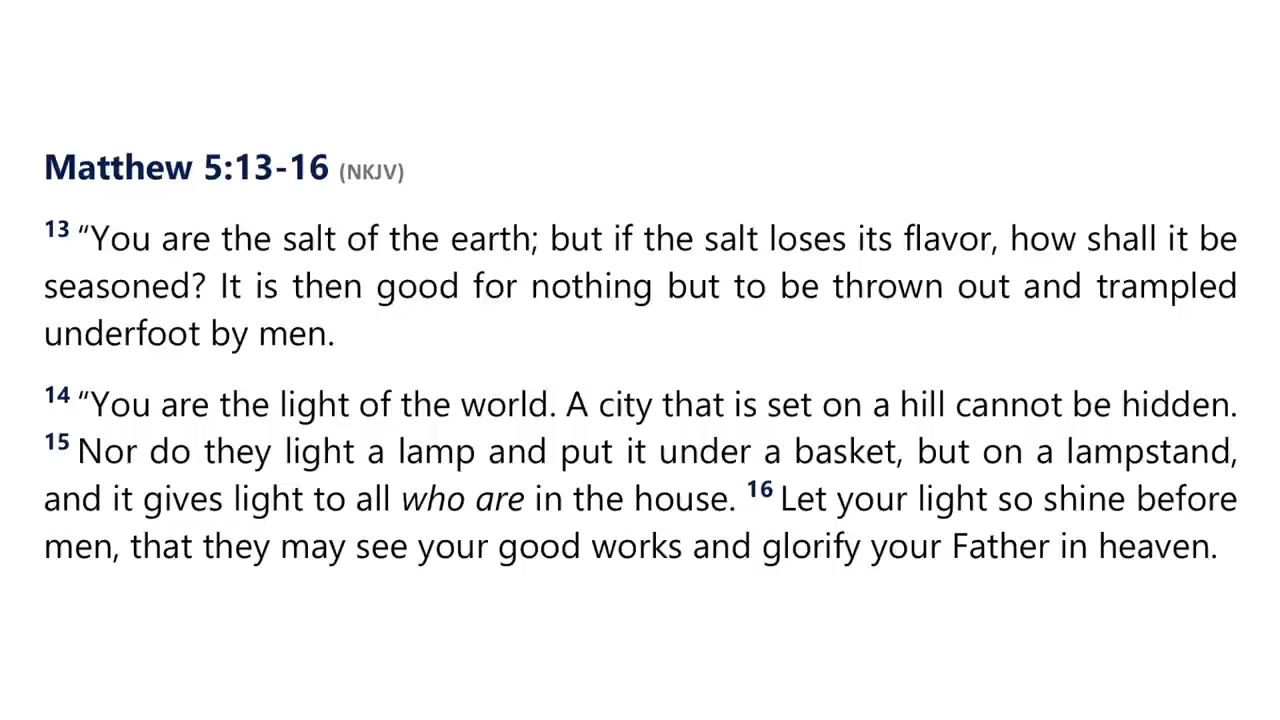 Matthew 5:13-16 (NKJV)
13 “You are the salt of the earth; but if the salt loses its flavor, how shall it be
seasoned? It is then good for nothing but to be thrown out and trampled
underfoot by men.
14 “You are the light of the world. A city that is set on a hill cannot be hidden.
15 Nor do they light a lamp and put it under a basket, but on a lampstand,
and it gives light to all who are in the house. 16 Let your light so shine before
men, that they may see your good works and glorify your Father in heaven.